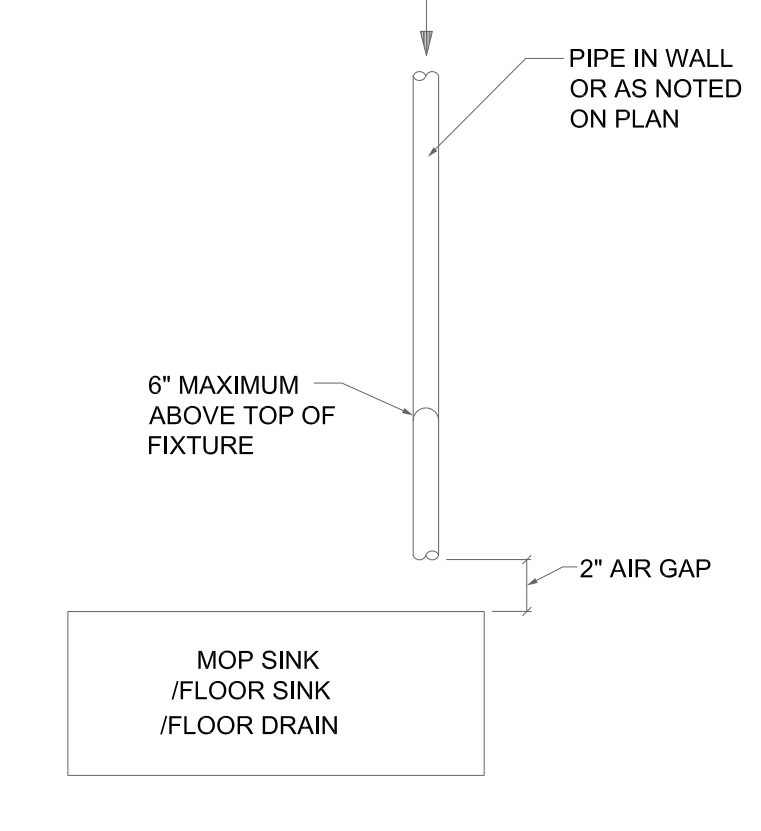 PIPE IN WALL
OR AS NOTED
ON PLAN
6" MAXIMUM
ABOVE TOP OF
FIXTURE
2" AIR GAP
MOP SINK
/FLOOR SINK
/FLOOR DRAIN